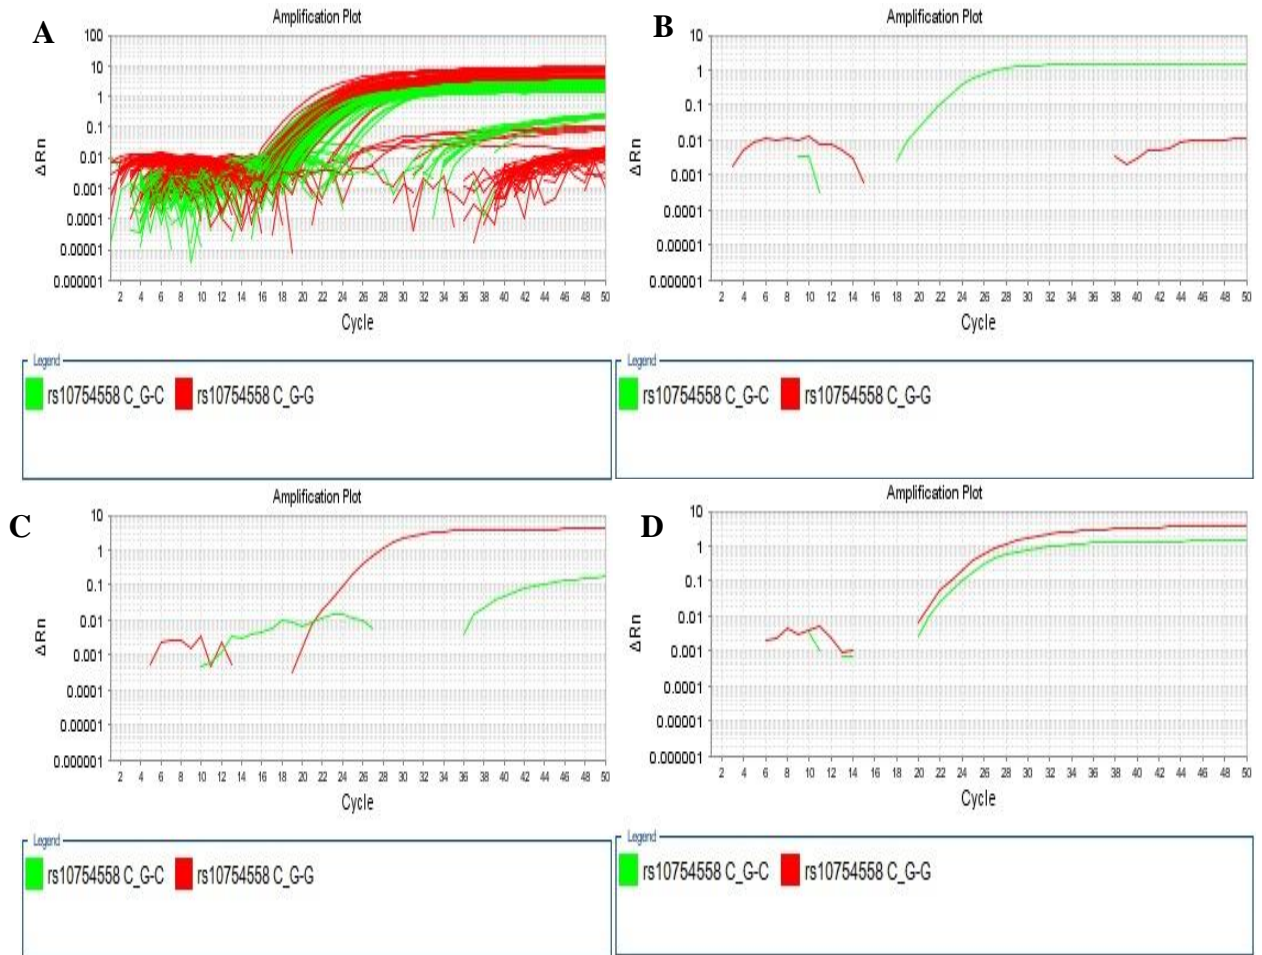 A
Amplification Plot
100
10
1
0.1
0.01
0.001
0.0001
0.00001
0.000001
ΔRn
2 4 6 8 10 12 14 16 18 20 22 24 26 28 30 32 34 36 38 40 42 44 46 48 50
Cycle
Legend
rs10754558 C_G-C rs10754558 C_G-G
B
Amplification Plot
10
1
0.1
0.01
0.001
0.0001
0.00001
0.000001
ΔRn
2 4 6 8 10 12 14 16 18 20 22 24 26 28 30 32 34 36 38 40 42 44 46 48 50
Cycle
Legend
rs10754558 C_G-C rs10754558 C_G-G
C
Amplification Plot
10
1
0.1
0.01
0.001
0.0001
0.00001
0.000001
ΔRn
2 4 6 8 10 12 14 16 18 20 22 24 26 28 30 32 34 36 38 40 42 44 46 48 50
Cycle
Legend
rs10754558 C_G-C rs10754558 C_G-G
D
Amplification Plot
10
1
0.1
0.01
0.001
0.0001
0.00001
0.000001
ΔRn
2 4 6 8 10 12 14 16 18 20 22 24 26 28 30 32 34 36 38 40 42 44 46 48 50
Cycle
Legend
rs10754558 C_G-C rs10754558 C_G-G